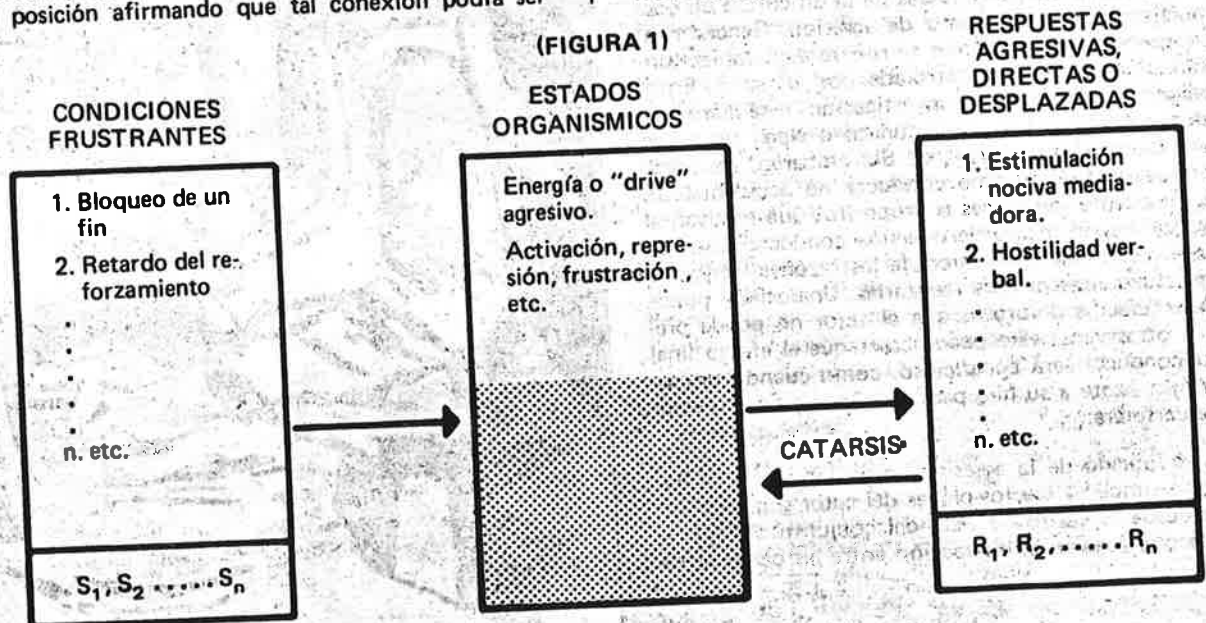 posición afirmando que tal conexión podía ser
(FIGURA 1)
CONDICIONES
FRUSTRANTES
1. Bloqueo de un
fin
2. Retardo del re-
forzamiento
.
.
.
.
.
n. etc.
S1, S2 ..... Sn
ESTADOS
ORGANISMICOS
Energía o "drive"
agresivo.
Activación, repre-
sión, frustración,
etc.
CATARSIS
RESPUESTAS
AGRESIVAS,
DIRECTAS O
DESPLAZADAS
1. Estimulación
nociva media-
dora.
2. Hostilidad ver-
bal.
.
.
.
.
.
n. etc.
R1, R2, ..... Rn